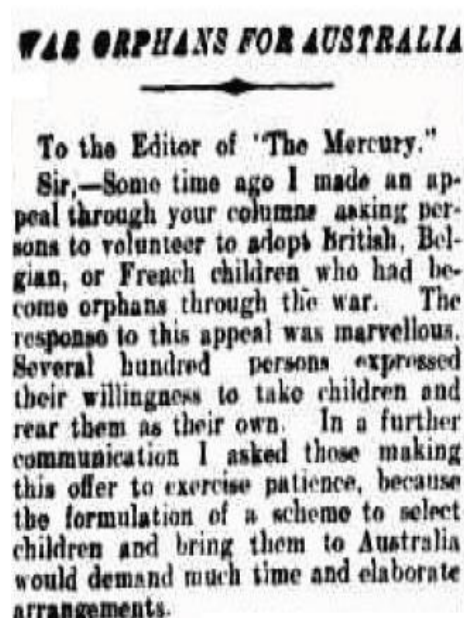 WAR ORPHANS FOR AUSTRALIA
To the Editor of "The Mercury."
Sir,—Some time ago I made an ap-
peal through your columns asking per-
sons to volunteer to adopt British, Bel-
gian, or French children who had be-
come orphans through the war. The
response to this appeal was marvellous.
Several hundred persons expressed
their willingness to take children and
rear them as their own. In a further
communication I asked those making
this offer to exercise patience, because
the formulation of a scheme to select
children and bring them to Australia
would demand much time and elaborate
arrangements.